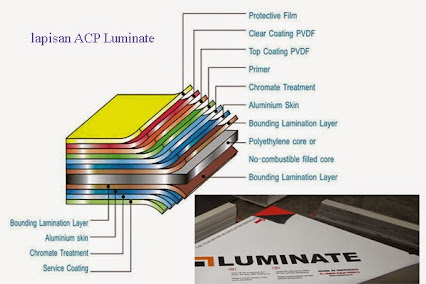 lapisan ACP Luminate
Protective Film
Clear Coating PVDF
Top Coating PVDF
Primer
Chromate Treatment
Aluminium Skin
Bounding Lamination Layer
Polyethylene core or
No-combustible filled core
Bounding Lamination Layer
Bounding Lamination Layer
Aluminium skin
Chromate Treatment
Service Coating
LUMINATE